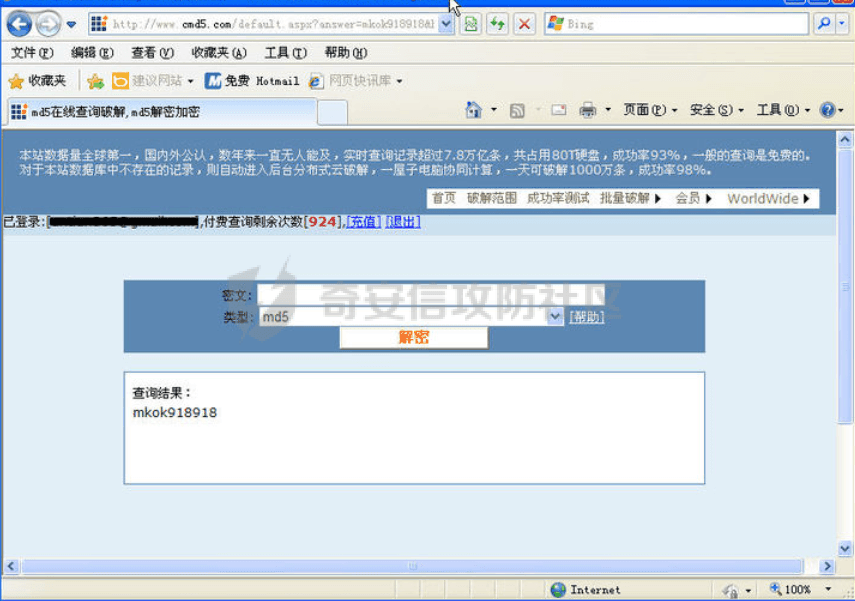 http://www.cmd5.com/default.aspx?answer=mkok918918&
Bing
文件(F) 编辑(E) 查看(V) 收藏夹(A) 工具(T) 帮助(H)
收藏夹 建议网站 免费 Hotmail 网页快讯库
md5在线查询破解,md5解密加密
页面(P) 安全(S) 工具(O)
本站数据量全球第一，国内外公认，数年来一直无人能及，实时查询记录超过7.8万亿条，共占用80T硬盘，成功率93%，一般的查询是免费的。
对于本站数据库中不存在的记录，则自动进入后台分布式云破解，一屋子电脑协同计算，一天可破解1000万条，成功率98%。
首页 破解范围 成功率测试 批量破解 会员 WorldWide
已登录:[ ],付费查询剩余次数[924],[充值] [退出]
密文:
奇安信攻防社区
类型: md5 [帮助]
解密
查询结果：
mkok918918
Internet 100%